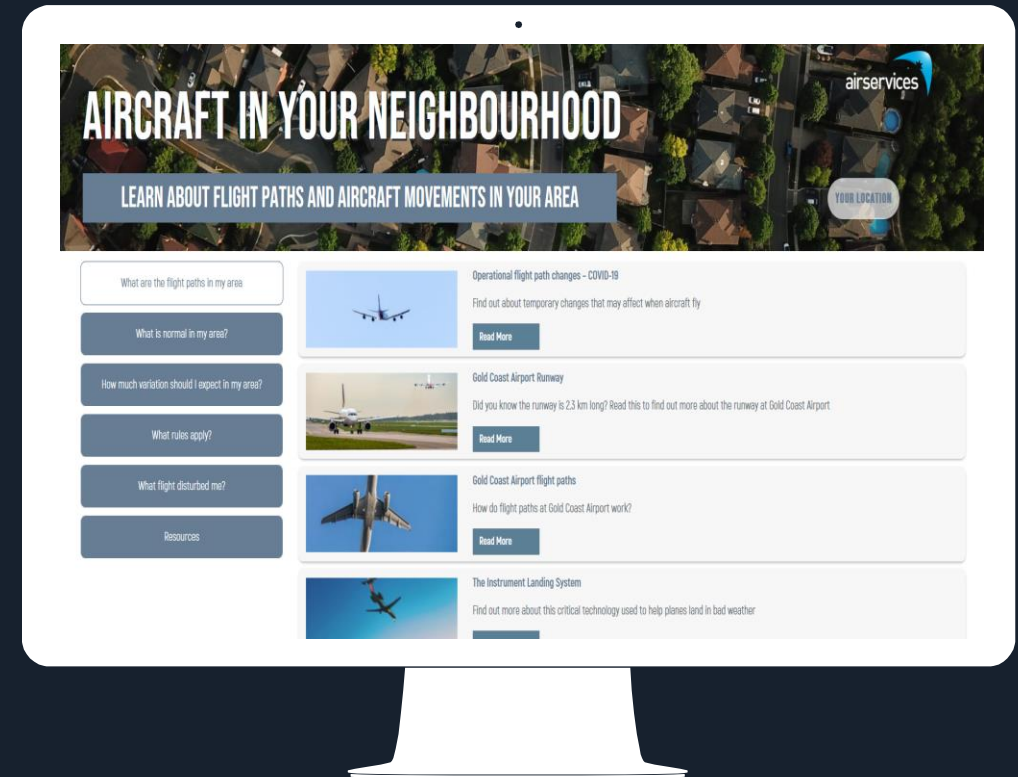 airservices
AIRCRAFT IN YOUR NEIGHBOURHOOD
LEARN ABOUT FLIGHT PATHS AND AIRCRAFT MOVEMENTS IN YOUR AREA
YOUR LOCATION
What are the flight paths in my area
What is normal in my area?
How much variation should I expect in my area?
What rules apply?
What flight disturbed me?
Resources
Operational flight path changes - COVID-19
Find out about temporary changes that may affect when aircraft fly
Read More
Gold Coast Airport Runway
Did you know the runway is 2.3 km long? Read this to find out more about the runway at Gold Coast Airport
Read More
Gold Coast Airport flight paths
How do flight paths at Gold Coast Airport work?
Read More
The Instrument Landing System
Find out more about this critical technology used to help planes land in bad weather